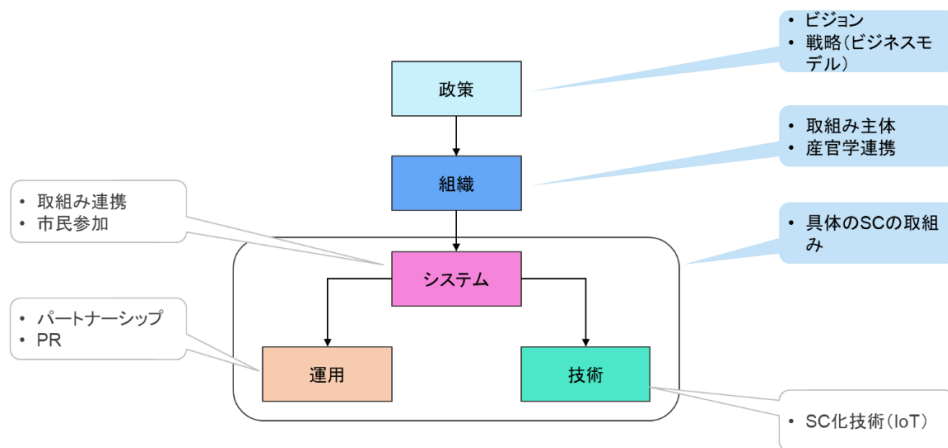 • ビジョン
• 戦略(ビジネスモ
デル)
政策
• 取組み主体
• 産官学連携
組織
• 取組み連携
• 市民参加
• 具体のSCの取組
み
システム
• パートナーシップ
• PR
運用
技術
• SC化技術(IoT)